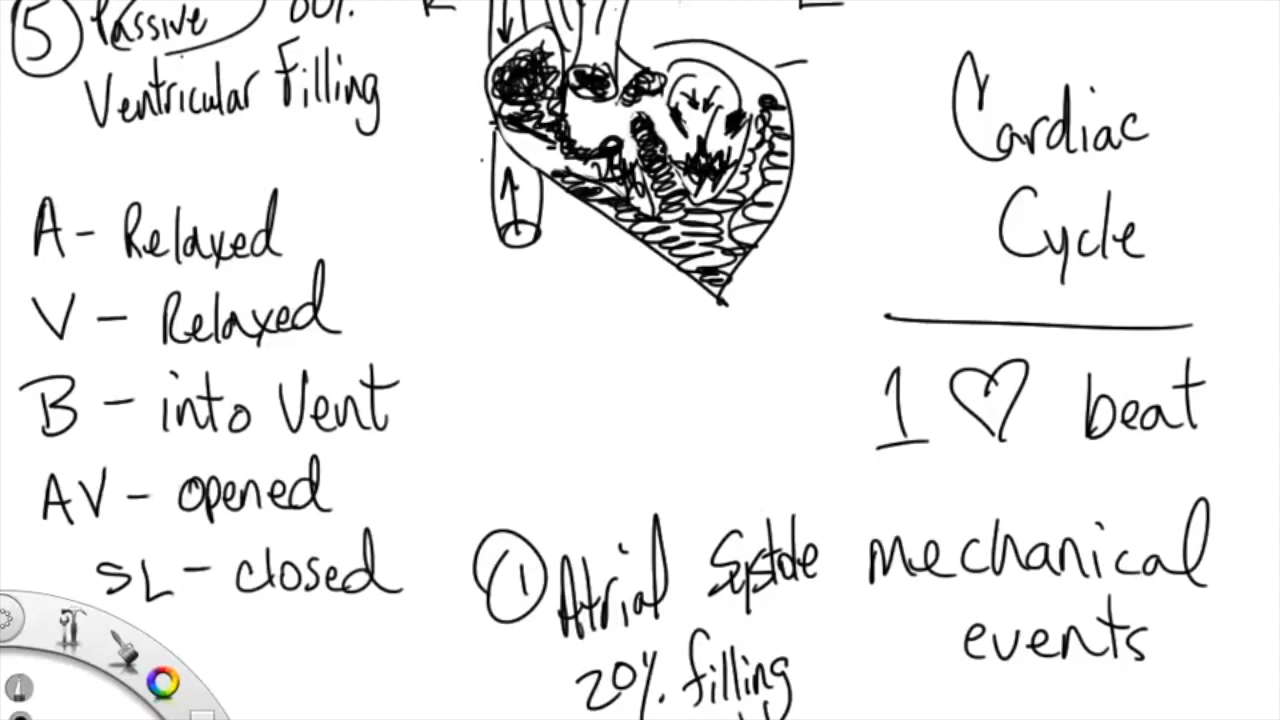 5 Passive
Ventricular Filling
A - Relaxed
V - Relaxed
B - into Vent
AV - opened
SL - closed
1 Atrial Systole
20% filling
Cardiac
Cycle
1 ♡ beat
mechanical
events